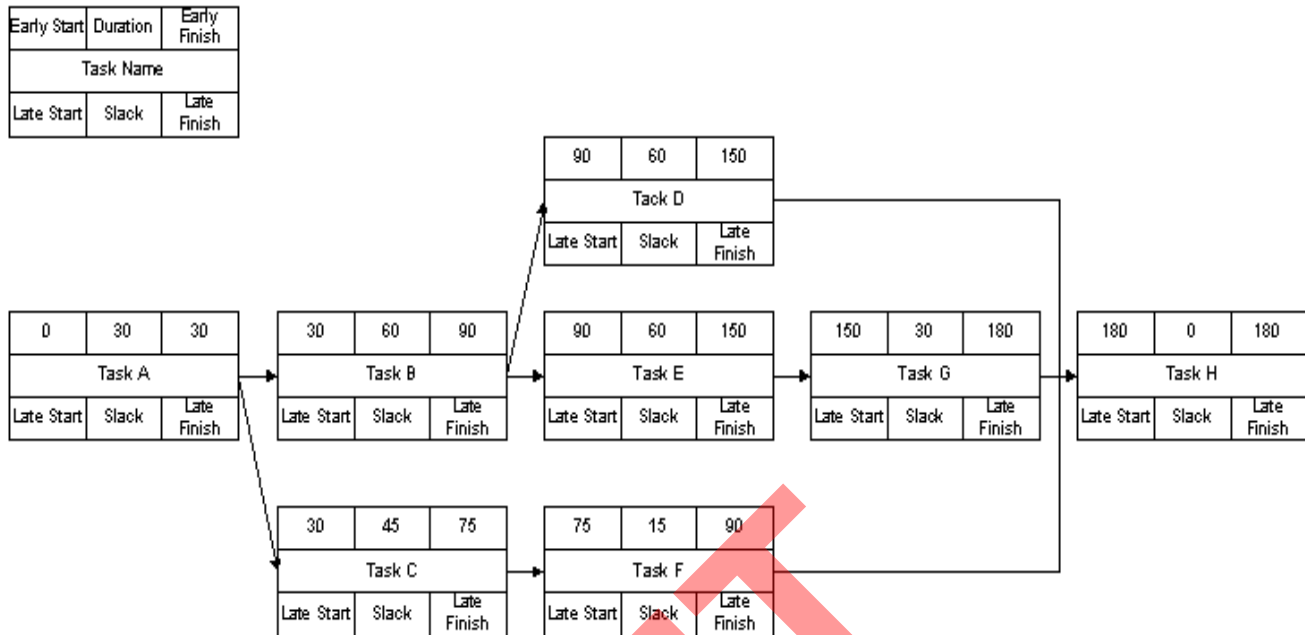 Early Start Duration Early
Finish
Task Name
Late Start Slack Late
Finish
90 60 150
Tack D
Late Start Slack Late
Finish
0 30 30
Task A
Late Start Slack Late
Finish
30 60 90
Task B
Late Start Slack Late
Finish
90 60 150
Task E
Late Start Slack Late
Finish
150 30 180
Task G
Late Start Slack Late
Finish
180 0 180
Task H
Late Start Slack Late
Finish
30 45 75
Task C
Late Start Slack Late
Finish
75 15 90
Task F
Late Start Slack Late
Finish